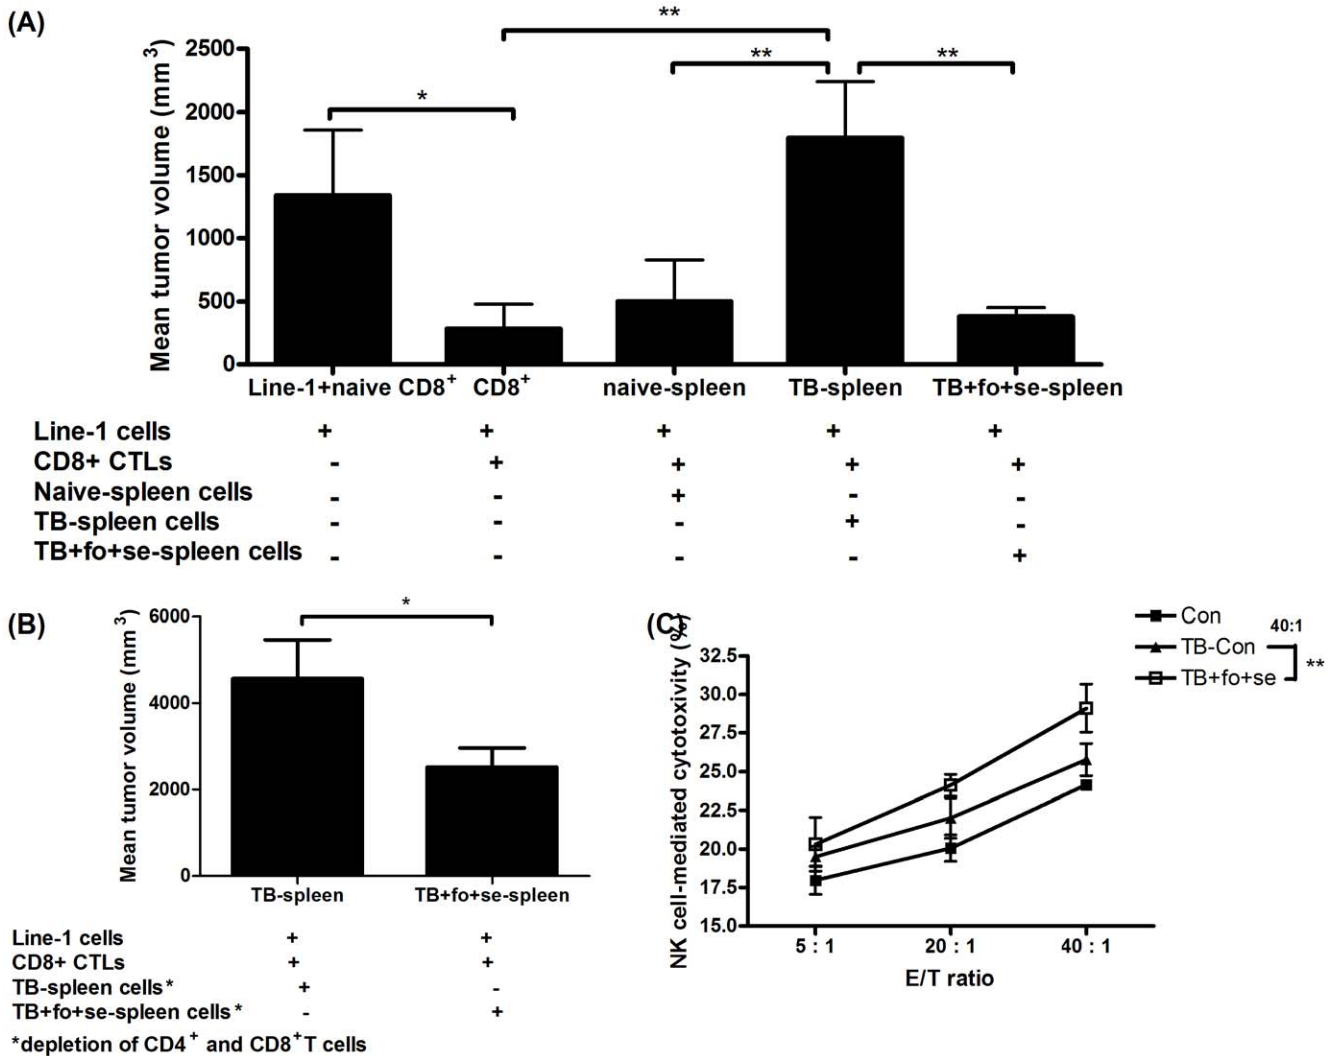 (A)
**
** **
*
Mean tumor volume (mm³)
2500
2000
1500
1000
500
0
Line-1+naive CD8⁺ CD8⁺ naive-spleen TB-spleen TB+fo+se-spleen
Line-1 cells + + + + +
CD8+ CTLs - + + + +
Naive-spleen cells - - + - -
TB-spleen cells - - - + -
TB+fo+se-spleen cells - - - - +
(B)
*
Mean tumor volume (mm³)
6000
4000
2000
0
TB-spleen TB+fo+se-spleen
Line-1 cells + +
CD8+ CTLs + +
TB-spleen cells* + -
TB+fo+se-spleen cells* - +
*depletion of CD4⁺ and CD8⁺T cells
(C)
Con
TB-Con
TB+fo+se
40:1
**
NK cell-mediated cytotoxivity (%)
32.5
30.0
27.5
25.0
22.5
20.0
17.5
15.0
5 : 1 20 : 1 40 : 1
E/T ratio